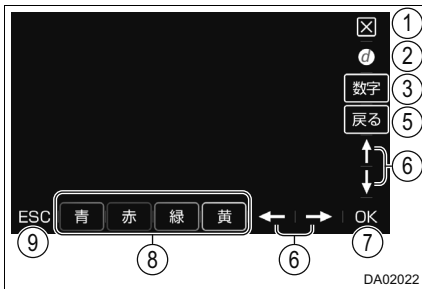 ①
d ②
数字 ③
戻る ⑤
↑
↓ ⑥
ESC 青 赤 緑 黄 ← → OK
⑨ ⑧ ⑥ ⑦
DA02022